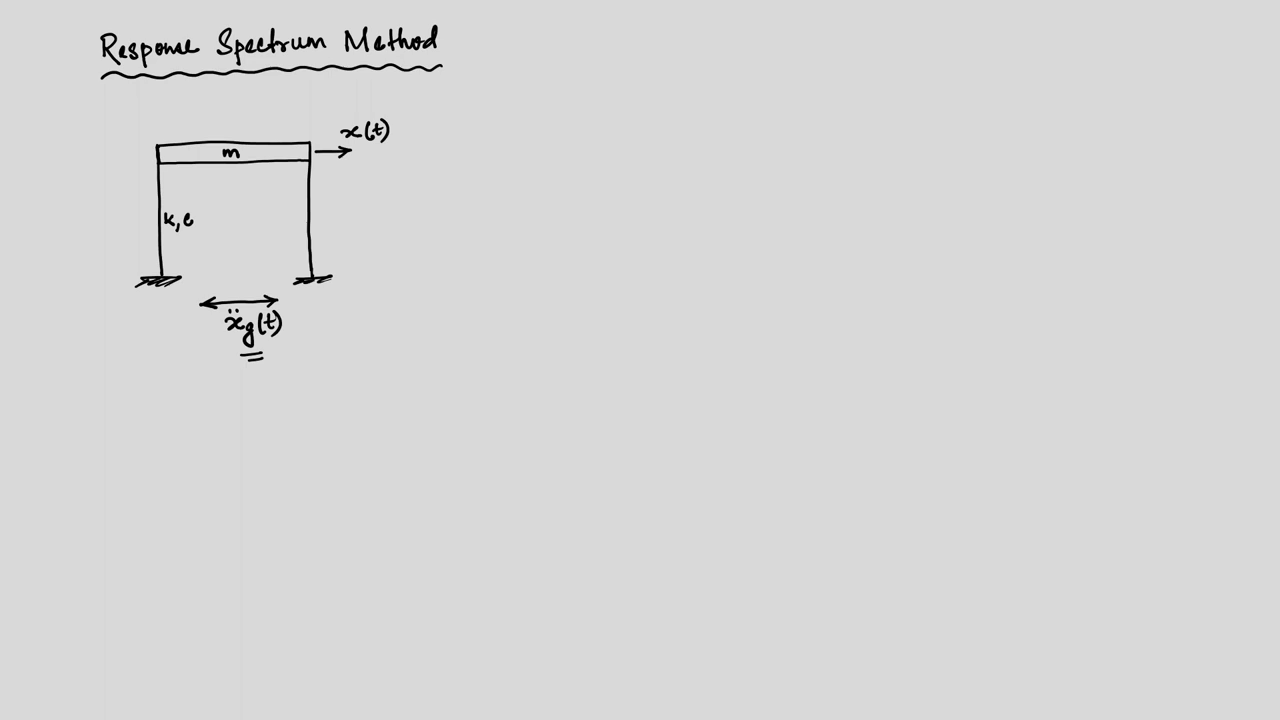 Response Spectrum Method
x(t)
m
k, c
ẍg(t)